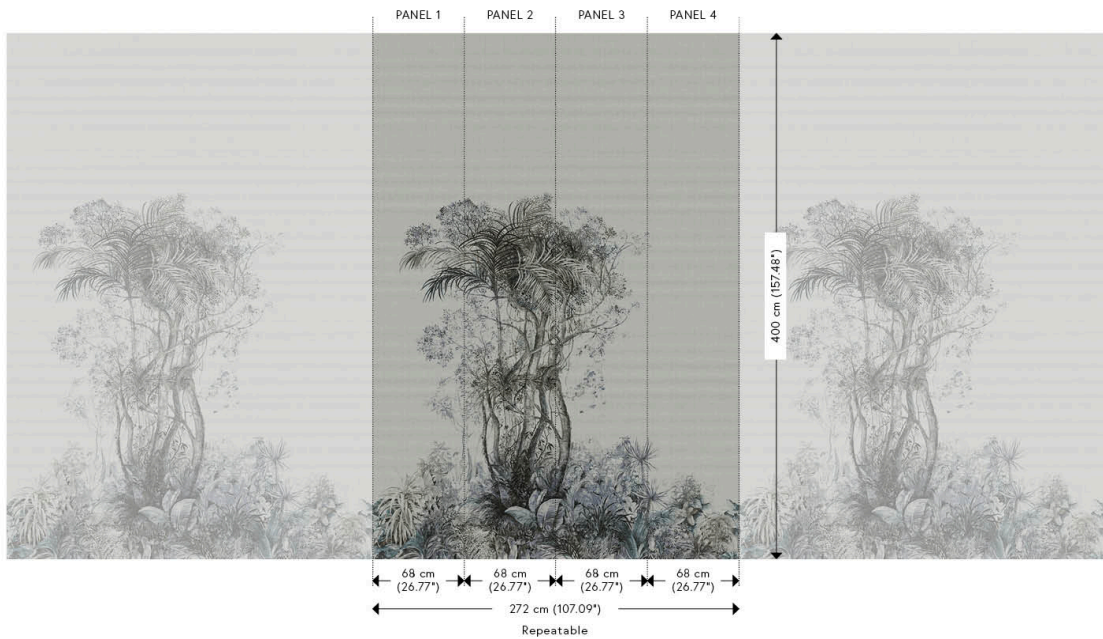 PANEL 1
PANEL 2
PANEL 3
PANEL 4
400 cm (157.48")
68 cm
(26.77")
68 cm
(26.77")
68 cm
(26.77")
68 cm
(26.77")
272 cm (107.09")
Repeatable